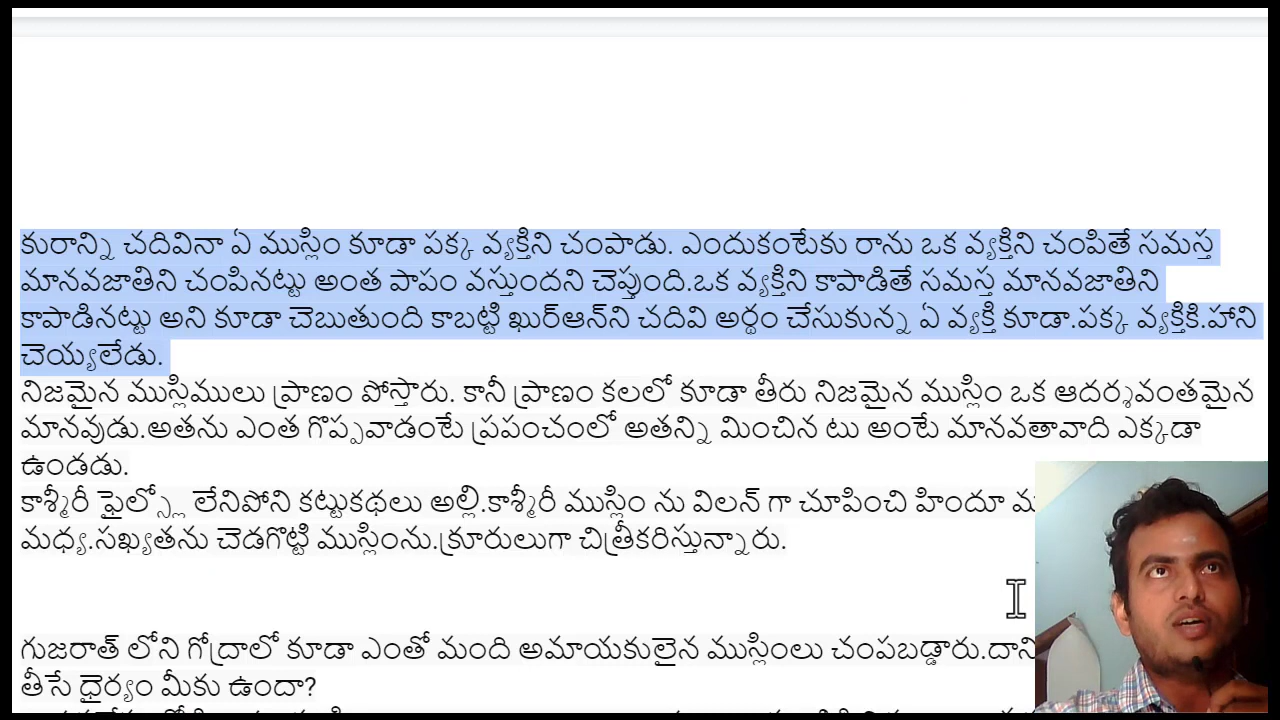 కురాన్ని చదివినా ఏ ముస్లిం కూడా పక్క వ్యక్తిని చంపాడు. ఎందుకంటేకు రాను ఒక వ్యక్తిని చంపితే సమస్త
మానవజాతిని చంపినట్టు అంత పాపం వస్తుందని చెప్తుంది.ఒక వ్యక్తిని కాపాడితే సమస్త మానవజాతిని
కాపాడినట్టు అని కూడా చెబుతుంది కాబట్టి ఖుర్ఆన్‌ని చదివి అర్థం చేసుకున్న ఏ వ్యక్తి కూడా.పక్క వ్యక్తికి.హాని
చెయ్యలేడు.
నిజమైన ముస్లిములు ప్రాణం పోస్తారు. కానీ ప్రాణం కలలో కూడా తీరు నిజమైన ముస్లిం ఒక ఆదర్శవంతమైన
మానవుడు.అతను ఎంత గొప్పవాడంటే ప్రపంచంలో అతన్ని మించిన టు అంటే మానవతావాది ఎక్కడా
ఉండడు.
కాశ్మీరీ ఫైల్స్లో లేనిపోని కట్టుకథలు అల్లి.కాశ్మీరీ ముస్లిం ను విలన్ గా చూపించి హిందూ
మధ్య.సఖ్యతను చెడగొట్టి ముస్లింను.క్రూరులుగా చిత్రీకరిస్తున్నారు.
గుజరాత్ లోని గోద్రాలో కూడా ఎంతో మంది అమాయకులైన ముస్లింలు చంపబడ్డారు.దాని
తీసే ధైర్యం మీకు ఉందా?